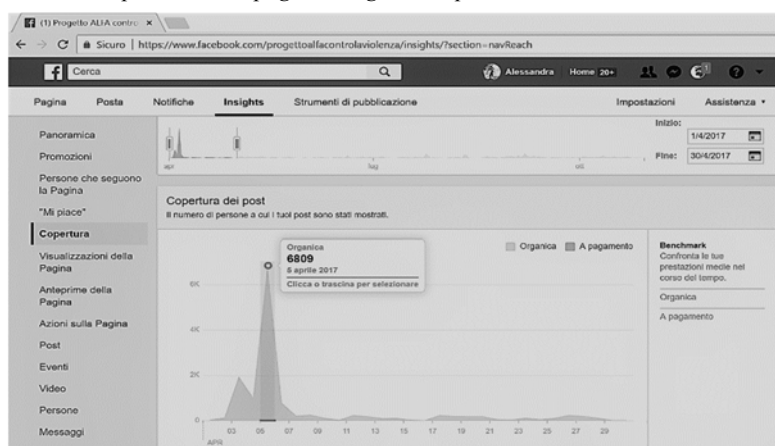 (1) Progetto ALIA contro ×
Sicuro | https://www.facebook.com/progettoalfacontrolaviolenza/insights/?section=navReach
Cerca
Alessandra Home 20+
Pagina Posta Notifiche Insights Strumenti di pubblicazione Impostazioni Assistenza
Panoramica
Promozioni
Persone che seguono
la Pagina
"Mi piace"
Copertura
Visualizzazioni della
Pagina
Anteprime della
Pagina
Azioni sulla Pagina
Post
Eventi
Video
Persone
Messaggi
apr lug ott
Inizio:
1/4/2017
Fine: 30/4/2017
Copertura dei post
Il numero di persone a cui i tuoi post sono stati mostrati.
Organica
6809
5 aprile 2017
Clicca o trascina per selezionare
Organica A pagamento
6K
4K
2K
0
03 05 07 09 11 13 15 17 19 21 23 25 27 29
APR
Benchmark
Confronta le tue
prestazioni medie nel
corso del tempo.
Organica
A pagamento